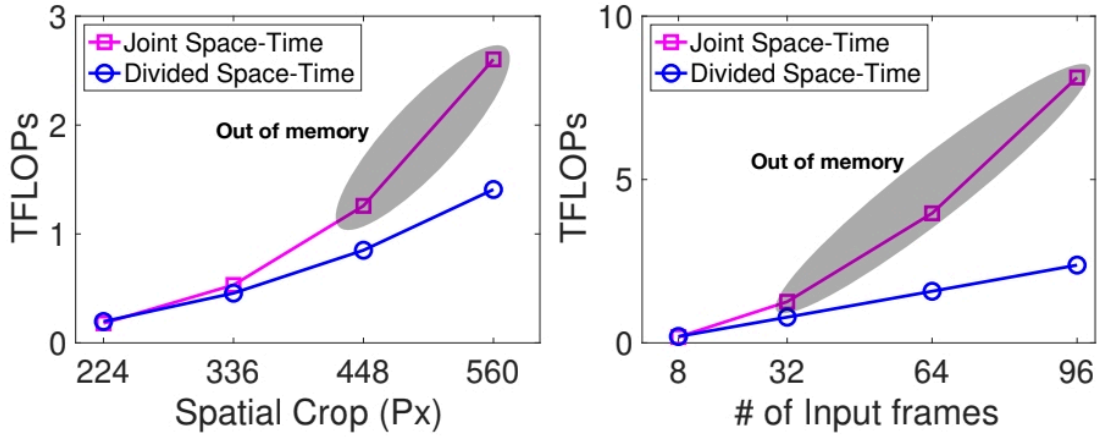 3
2
1
0
TFLOPs
Joint Space-Time
Divided Space-Time
Out of memory
224 336 448 560
Spatial Crop (Px)
10
5
0
TFLOPs
Joint Space-Time
Divided Space-Time
Out of memory
8 32 64 96
# of Input frames